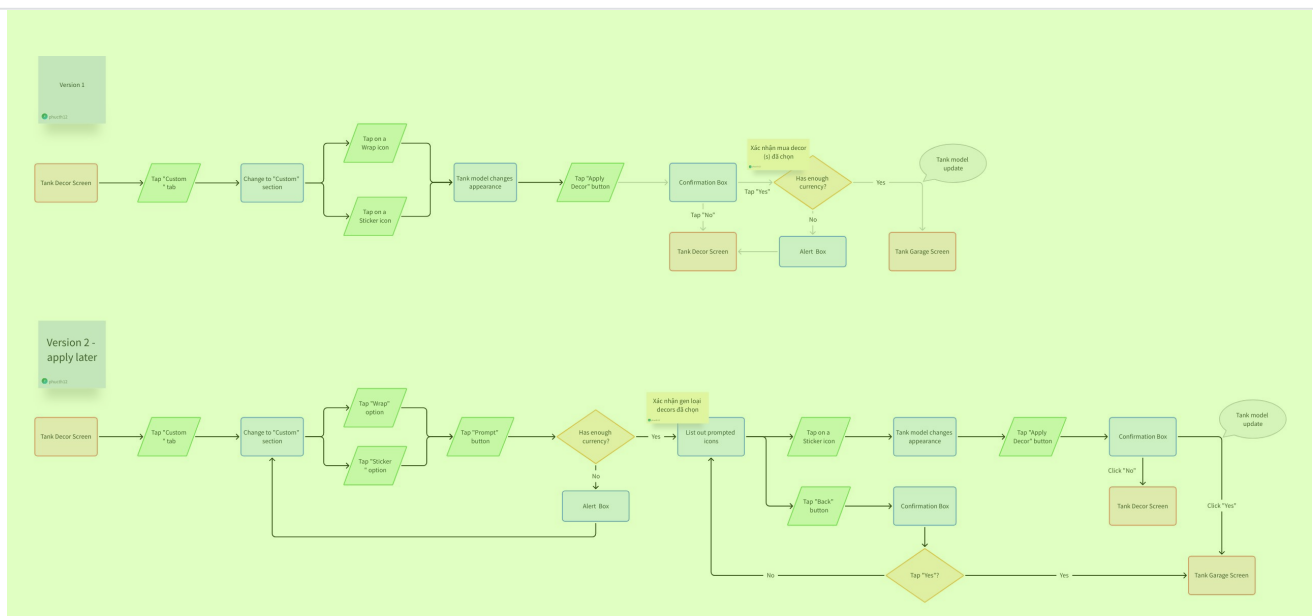 Version 1
Tap on a
Wrap icon
Xác nhận mua decor
(s) đã chọn
Tank model
update
Tank Decor Screen
Tap "Custom
" tab
Change to "Custom"
section
Tank model changes
appearance
Tap "Apply
Decor" button
Confirmation Box
Tap "Yes"
Has enough
currency?
Yes
Tap on a
Sticker icon
Tap "No"
No
Tank Decor Screen
Alert Box
Tank Garage Screen
Version 2 -
apply later
Tap "Wrap"
option
Xác nhận gen loại
decors đã chọn
Tank model
update
Tank Decor Screen
Tap "Custom
" tab
Change to "Custom"
section
Tap "Prompt"
button
Has enough
currency?
Yes
List out prompted
icons
Tap on a
Sticker icon
Tank model changes
appearance
Tap "Apply
Decor" button
Confirmation Box
Tap "Sticker
" option
No
Click "No"
Alert Box
Tap "Back"
button
Confirmation Box
Tank Decor Screen
Click "Yes"
No
Tap "Yes"?
Yes
Tank Garage Screen